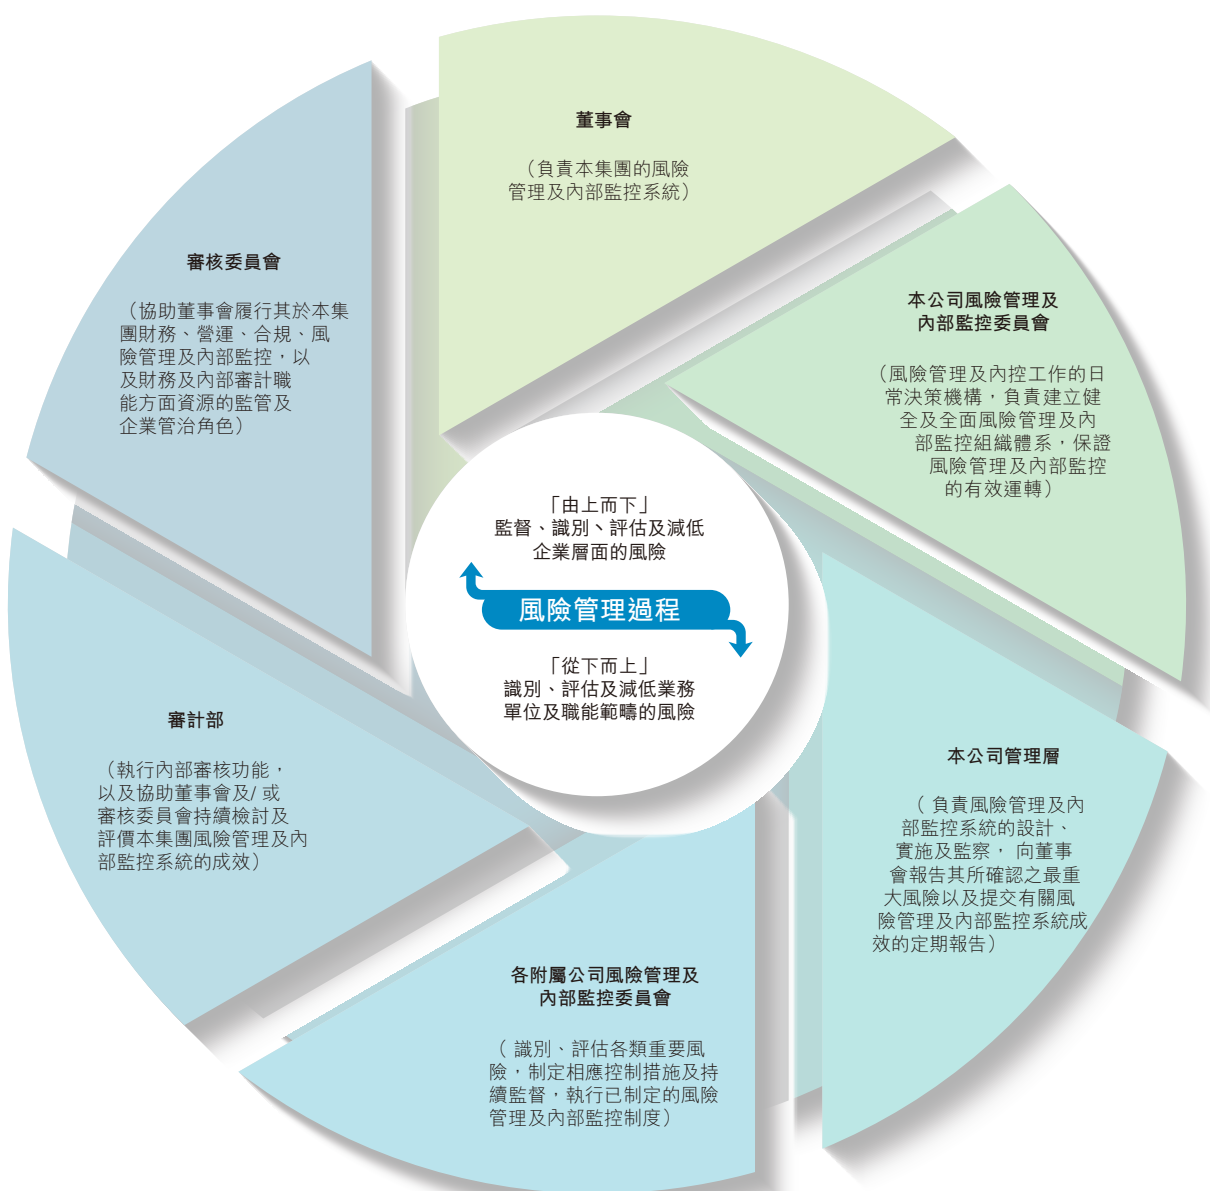 董事會
（負責本集團的風險
管理及內部監控系統）
本公司風險管理及
內部監控委員會
（風險管理及內控工作的日
常決策機構，負責建立健
全及全面風險管理及內
部監控組織體系，保證
風險管理及內部監控
的有效運轉）
本公司管理層
（ 負責風險管理及內
部監控系統的設計、
實施及監察， 向董事
會報告其所確認之最重
大風險以及提交有關風
險管理及內部監控系統成
效的定期報告）
各附屬公司風險管理及
內部監控委員會
（ 識別、評估各類重要風
險，制定相應控制措施及持
續監督，執行已制定的風險
管理及內部監控制度）
審計部
（執行內部審核功能，
以及協助董事會及/ 或
審核委員會持續檢討及
評價本集團風險管理及內
部監控系統的成效）
審核委員會
（協助董事會履行其於本集
團財務、營運、合規、風
險管理及內部監控，以
及財務及內部審計職
能方面資源的監管及
企業管治角色）
「由上而下」
監督、識別、評估及減低
企業層面的風險
風險管理過程
「從下而上」
識別、評估及減低業務
單位及職能範疇的風險